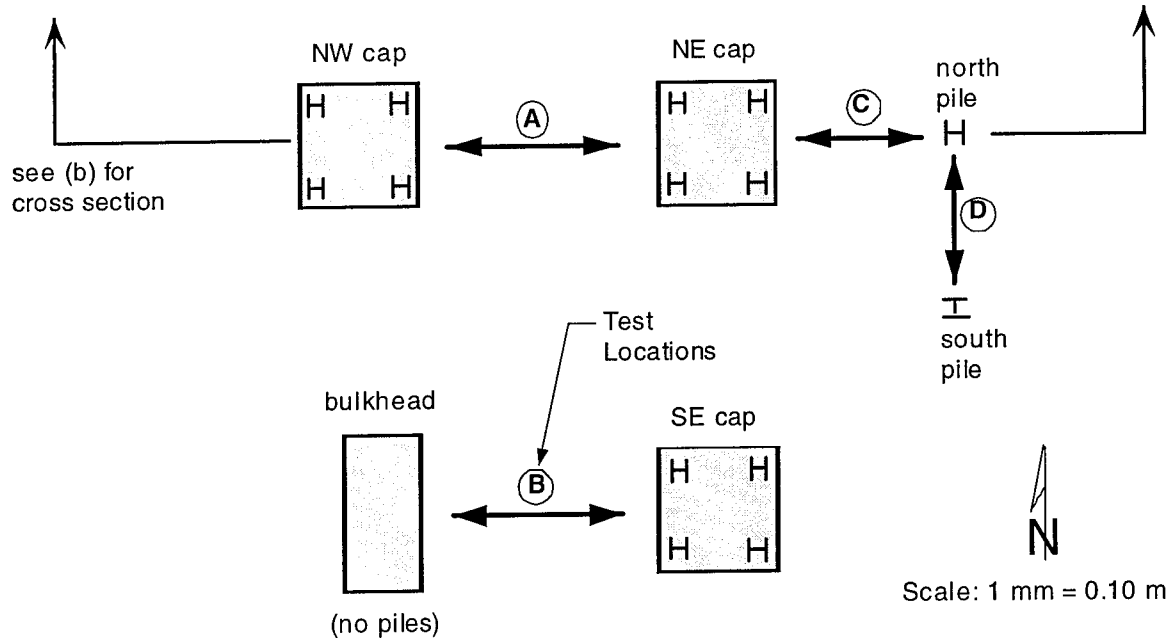 NW cap
NE cap
north
pile
A
C
see (b) for
cross section
D
Test
Locations
south
pile
bulkhead
SE cap
B
N
Scale: 1 mm = 0.10 m
(no piles)